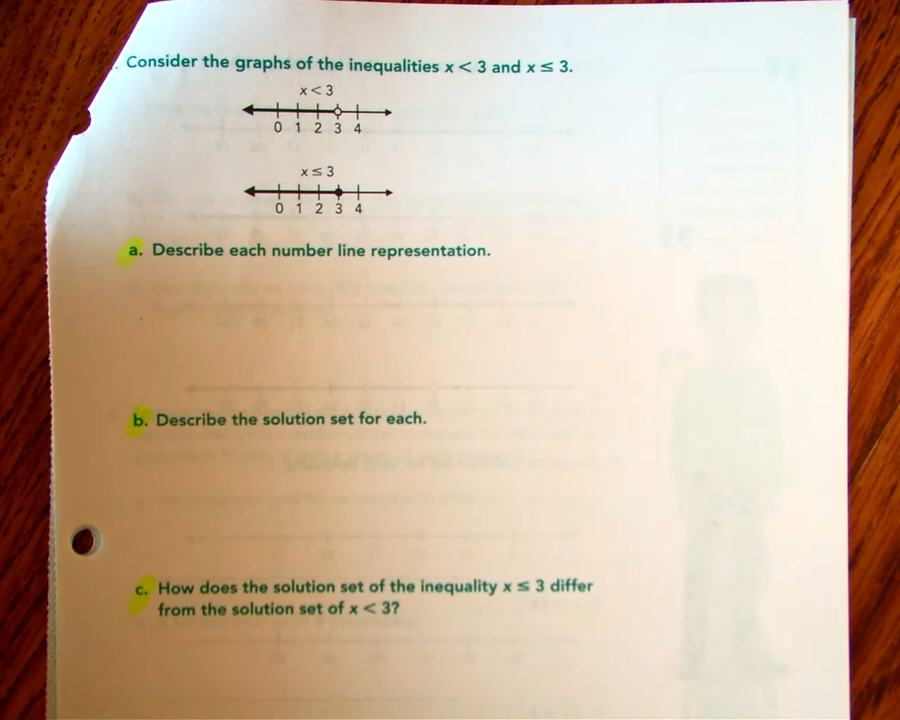 Consider the graphs of the inequalities x < 3 and x ≤ 3.
x < 3
0 1 2 3 4
x ≤ 3
0 1 2 3 4
a. Describe each number line representation.
b. Describe the solution set for each.
c. How does the solution set of the inequality x ≤ 3 differ
from the solution set of x < 3?